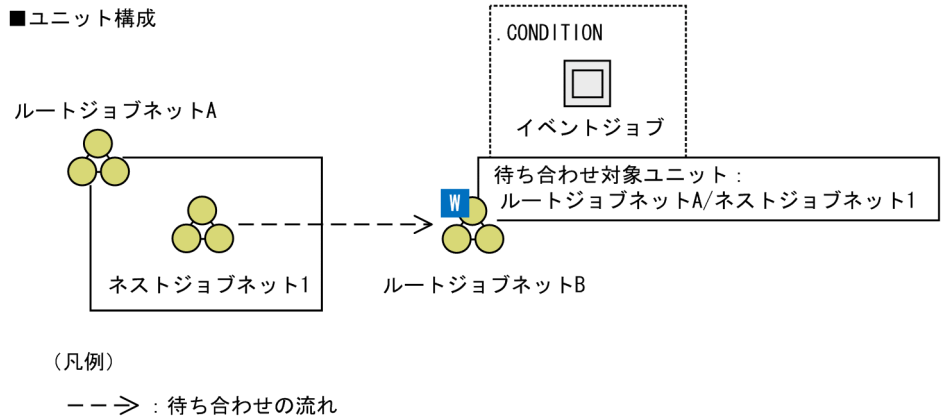 ■ユニット構成
.CONDITION
イベントジョブ
ルートジョブネットA
待ち合わせ対象ユニット:
ルートジョブネットA/ネストジョブネット1
W
ネストジョブネット1
ルートジョブネットB
(凡例)
:待ち合わせの流れ